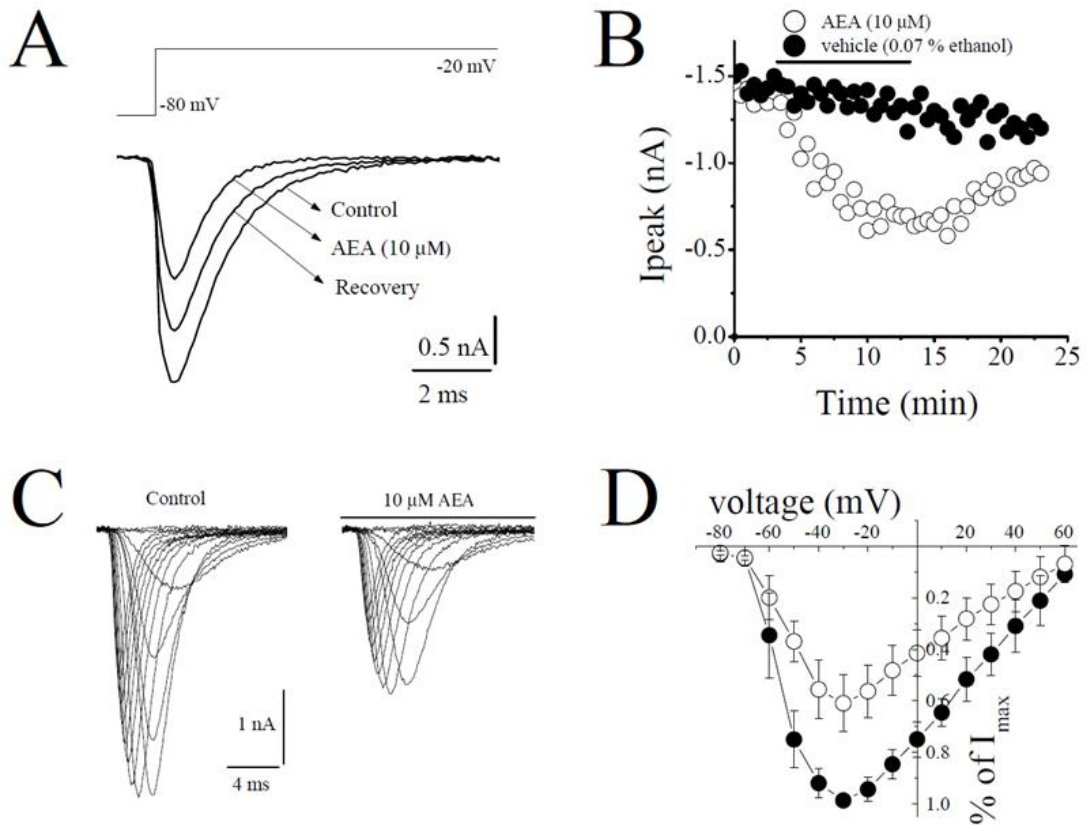 A
-20 mV
-80 mV
Control
AEA (10 µM)
Recovery
0.5 nA
2 ms
B
AEA (10 µM)
vehicle (0.07 % ethanol)
-1.5
-1.0
-0.5
0.0
Ipeak (nA)
0 5 10 15 20 25
Time (min)
C
Control
10 µM AEA
1 nA
4 ms
D
voltage (mV)
-80 -60 -40 -20 20 40 60
0.2
0.4
0.6
0.8
1.0
% of Imax